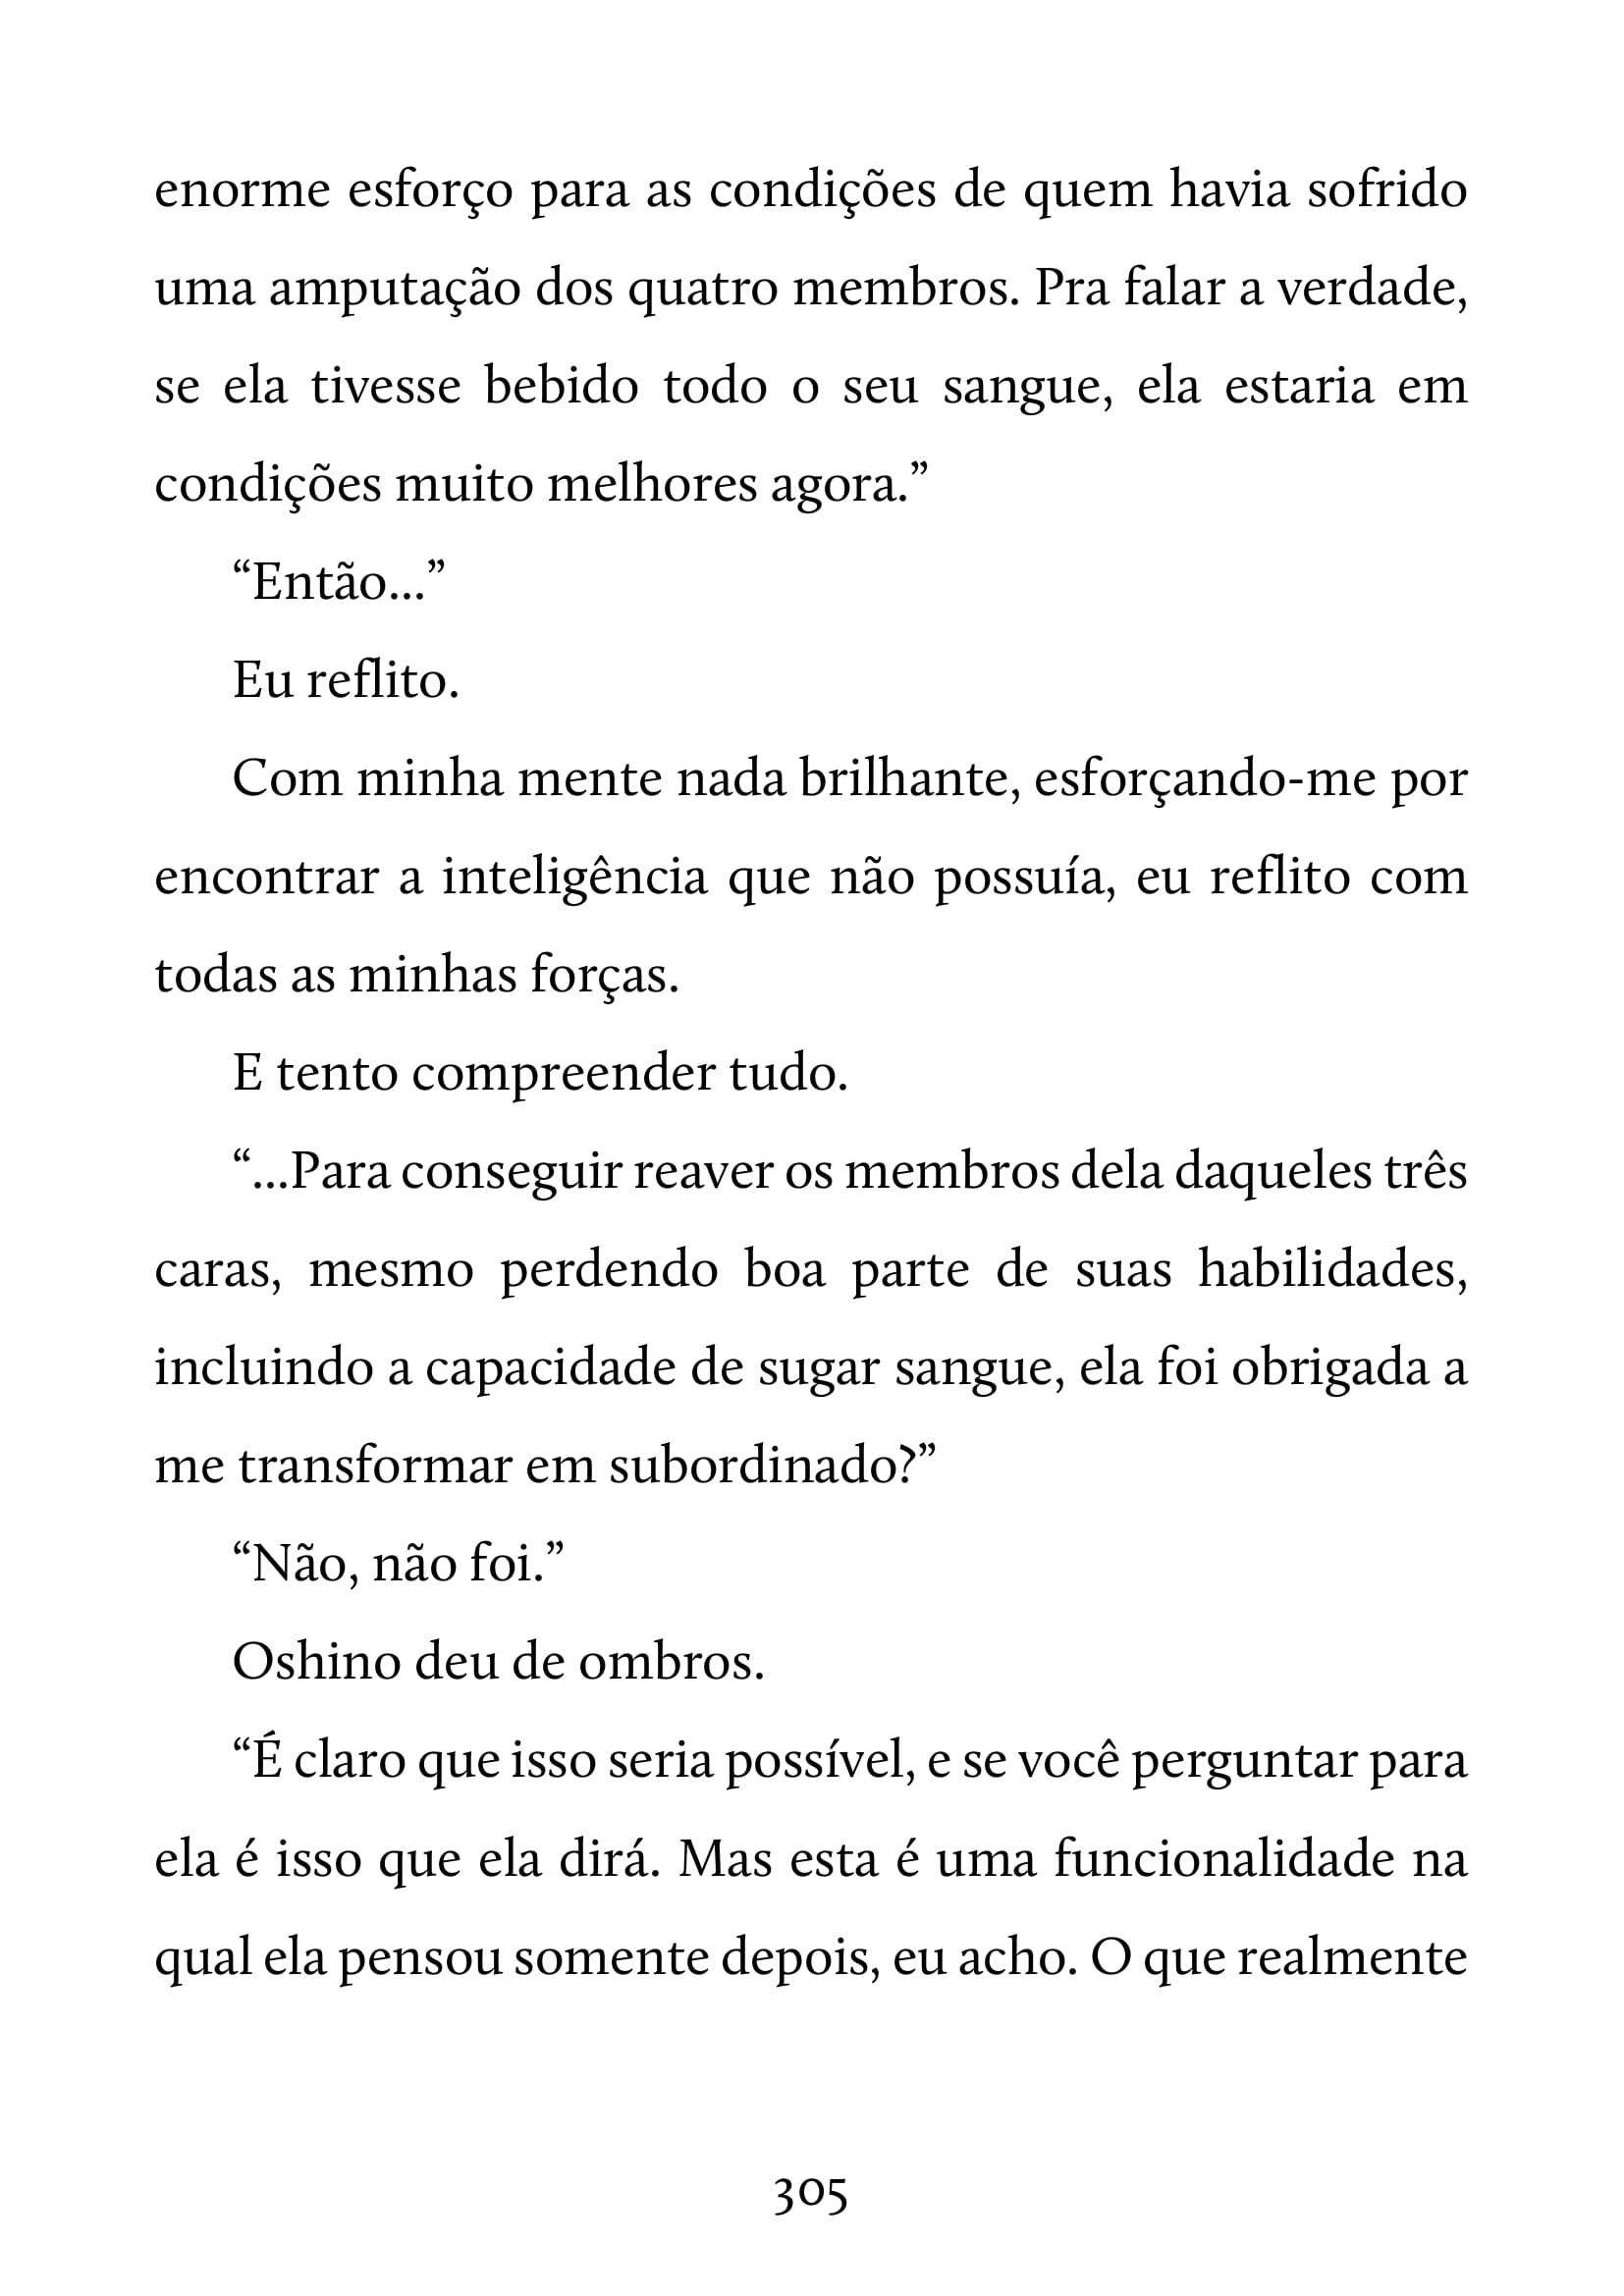 enorme esforço para as condições de quem havia sofrido
uma amputação dos quatro membros. Pra falar a verdade,
se ela tivesse bebido todo o seu sangue, ela estaria em
condições muito melhores agora.”
“Então...”
Eu reflito.
Com minha mente nada brilhante, esforçando-me por
encontrar a inteligência que não possuía, eu reflito com
todas as minhas forças.
E tento compreender tudo.
“...Para conseguir reaver os membros dela daqueles três
caras, mesmo perdendo boa parte de suas habilidades,
incluindo a capacidade de sugar sangue, ela foi obrigada a
me transformar em subordinado?”
“Não, não foi.”
Oshino deu de ombros.
“É claro que isso seria possível, e se você perguntar para
ela é isso que ela dirá. Mas esta é uma funcionalidade na
qual ela pensou somente depois, eu acho. O que realmente
305